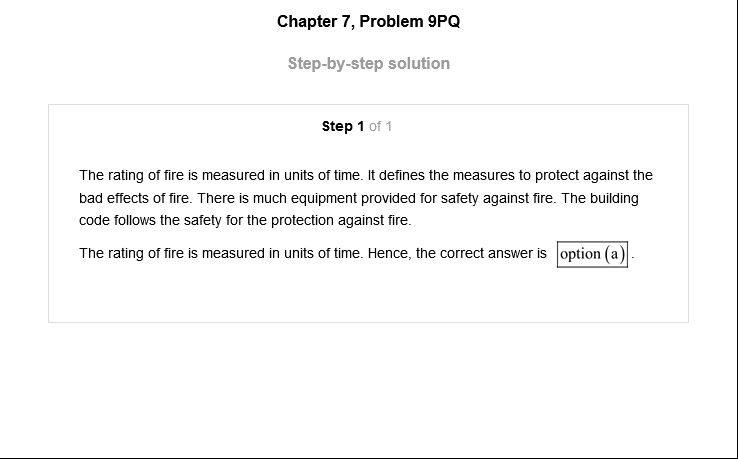 Chapter 7, Problem 9PQ
Step-by-step solution
Step 1 of 1
The rating of fire is measured in units of time. It defines the measures to protect against the
bad effects of fire. There is much equipment provided for safety against fire. The building
code follows the safety for the protection against fire.
The rating of fire is measured in units of time. Hence, the correct answer is option (a).